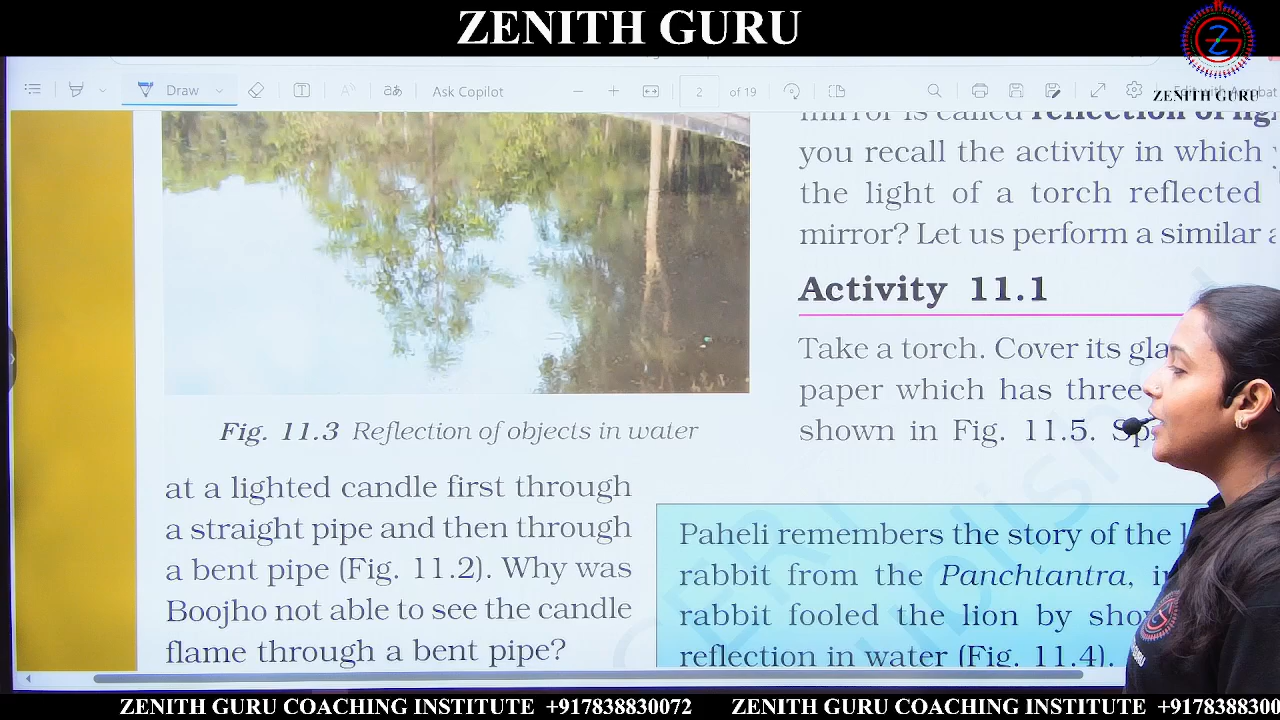 ZENITH GURU
ZENITH GURU
Draw
Ask Copilot
2 of 19
mirror is called reflection of
you recall the activity in which
the light of a torch reflected
mirror? Let us perform a similar
Activity 11.1
Take a torch. Cover its
paper which has three
shown in Fig. 11.5.
Fig. 11.3 Reflection of objects in water
at a lighted candle first through
a straight pipe and then through
a bent pipe (Fig. 11.2). Why was
Boojho not able to see the candle
flame through a bent pipe?
Paheli remembers the story of the
rabbit from the Panchtantra,
rabbit fooled the lion by
reflection in water (Fig. 11.4).
ZENITH GURU COACHING INSTITUTE +917838830072 ZENITH GURU COACHING INSTITUTE +9178388300